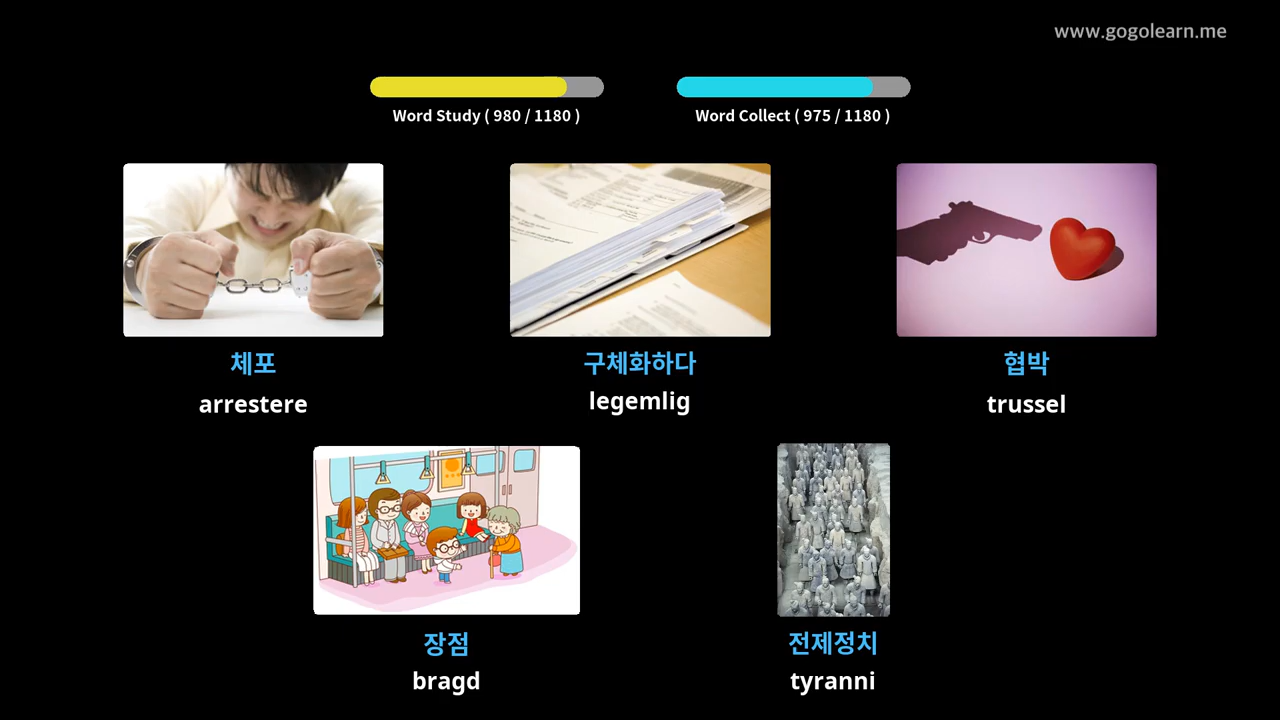 www.gogolearn.me
Word Study ( 980 / 1180 )
Word Collect ( 975 / 1180 )
체포
arrestere
구체화하다
legemlig
협박
trussel
장점
bragd
전제정치
tyranni